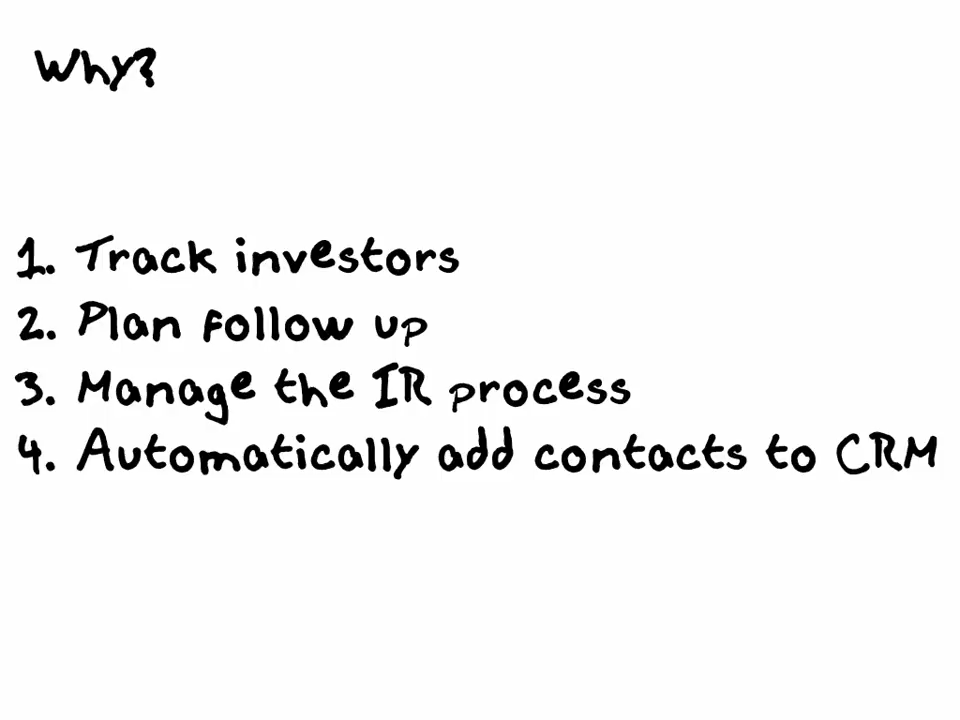 Why?
1. Track investors
2. Plan follow up
3. Manage the IR process
4. Automatically add contacts to CRM